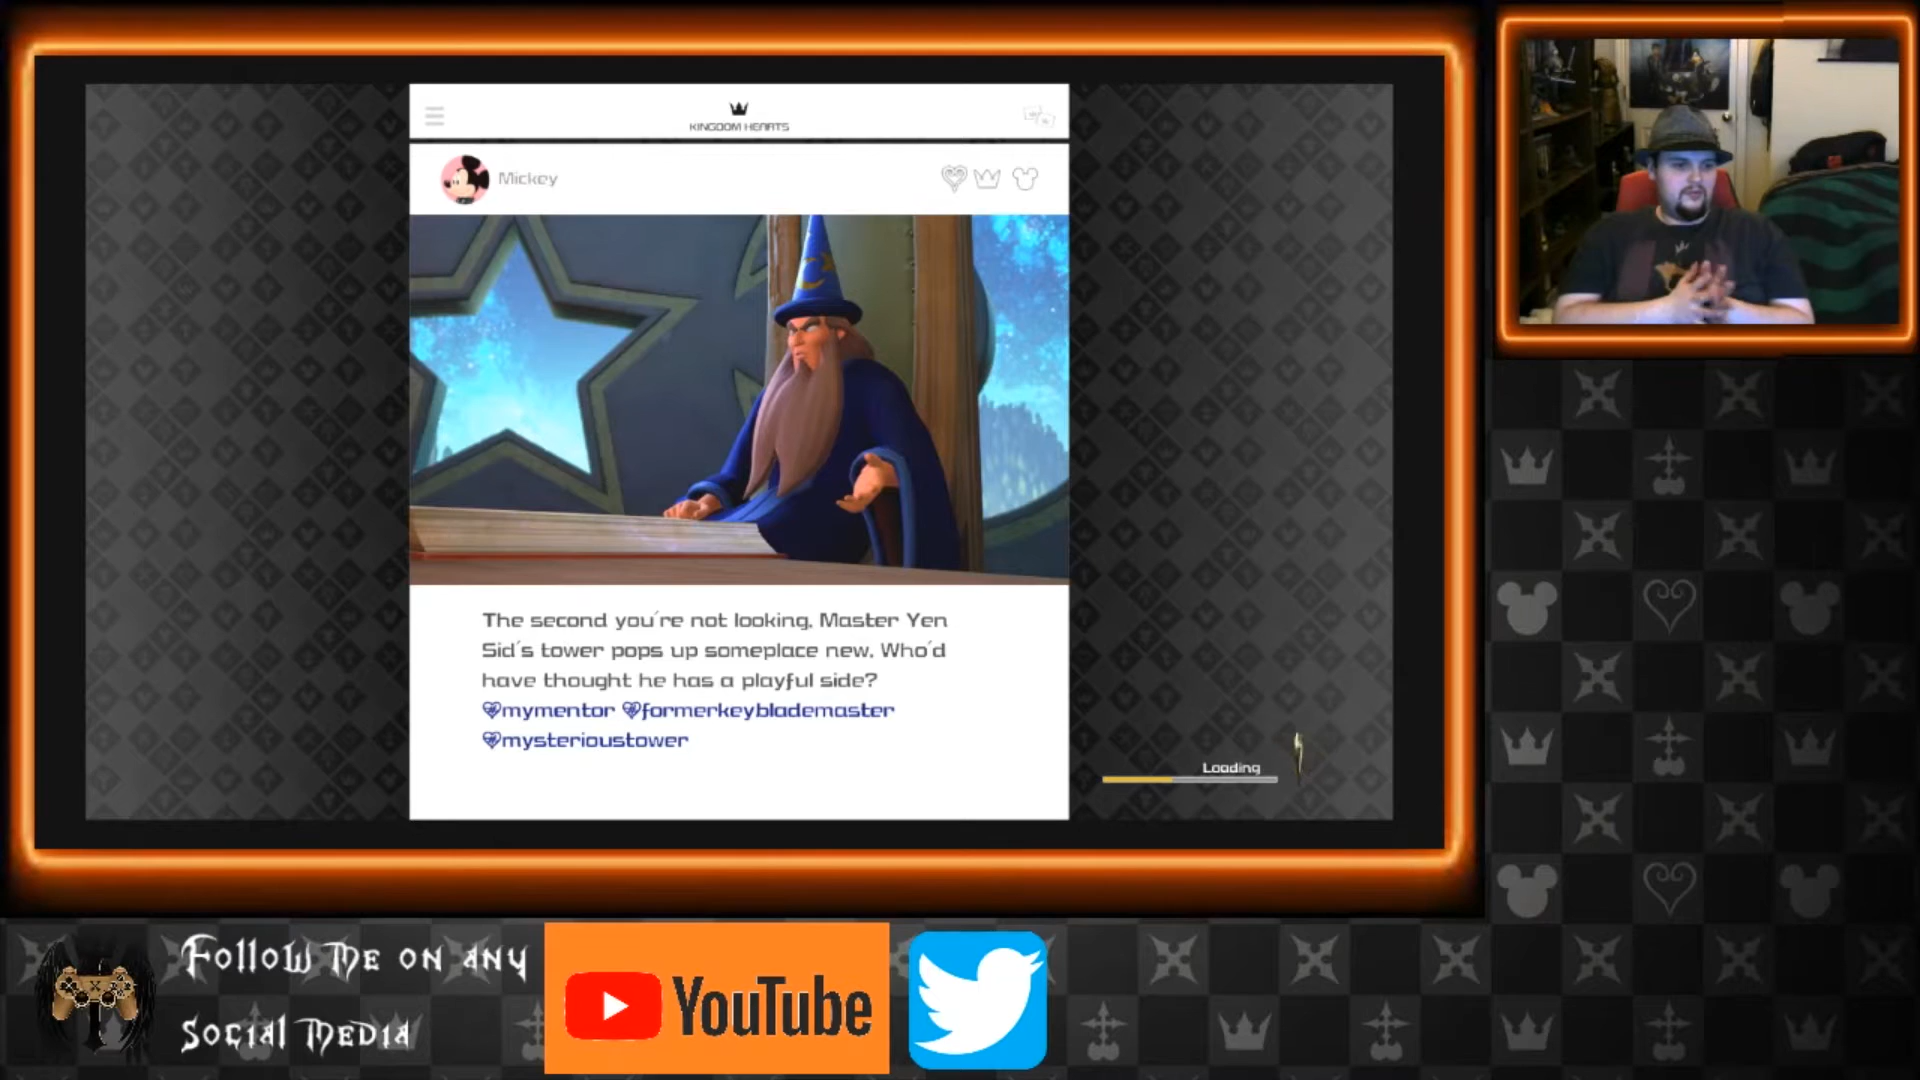 KINGDOM HEARTS
Mickey
The second you're not looking, Master Yen
Sid's tower pops up someplace new. Who'd
have thought he has a playful side?
mymentor formerkeyblademaster
mysterioustower
Loading
Follow Me on any
Social Media
YouTube